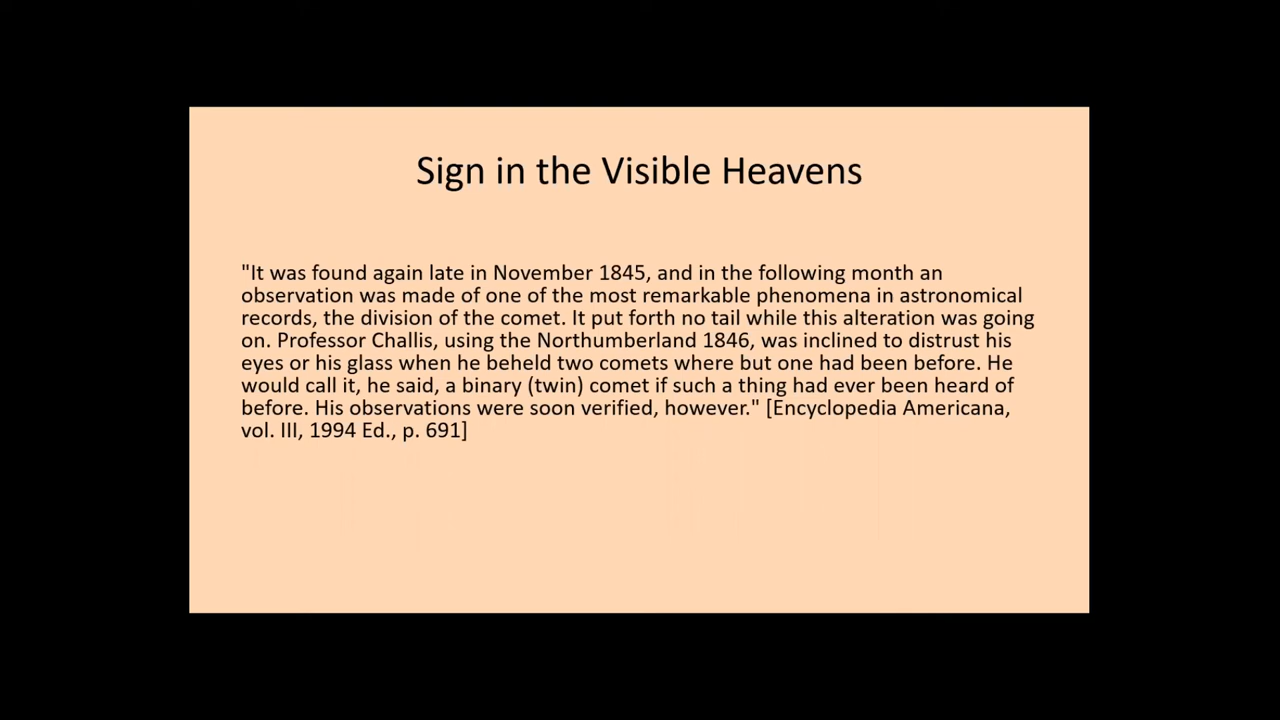 Sign in the Visible Heavens
"It was found again late in November 1845, and in the following month an
observation was made of one of the most remarkable phenomena in astronomical
records, the division of the comet. It put forth no tail while this alteration was going
on. Professor Challis, using the Northumberland 1846, was inclined to distrust his
eyes or his glass when he beheld two comets where but one had been before. He
would call it, he said, a binary (twin) comet if such a thing had ever been heard of
before. His observations were soon verified, however." [Encyclopedia Americana,
vol. III, 1994 Ed., p. 691]